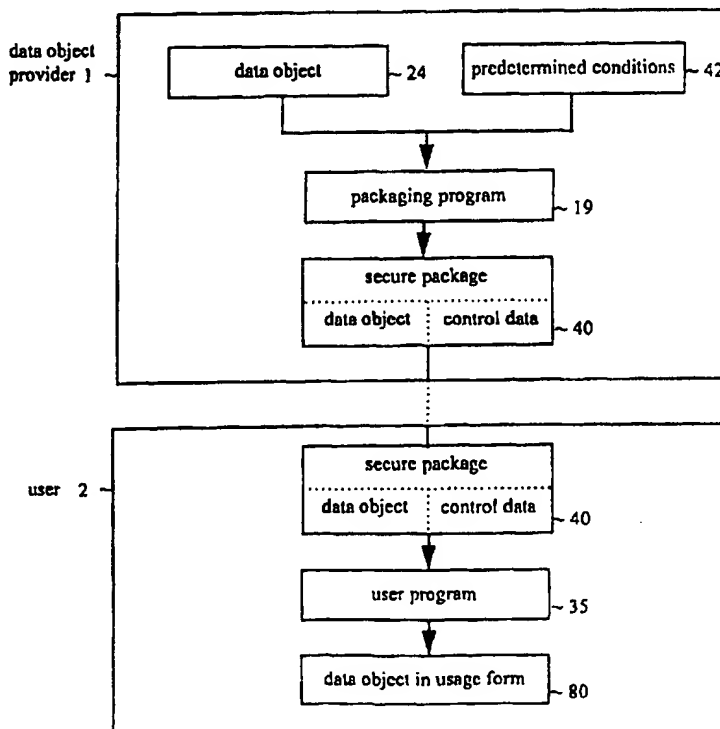 data object
provider 1
data object
24
predetermined conditions
42
packaging program
19
secure package
data object control data
40
user 2
secure package
data object control data
40
user program
35
data object in usage form
80